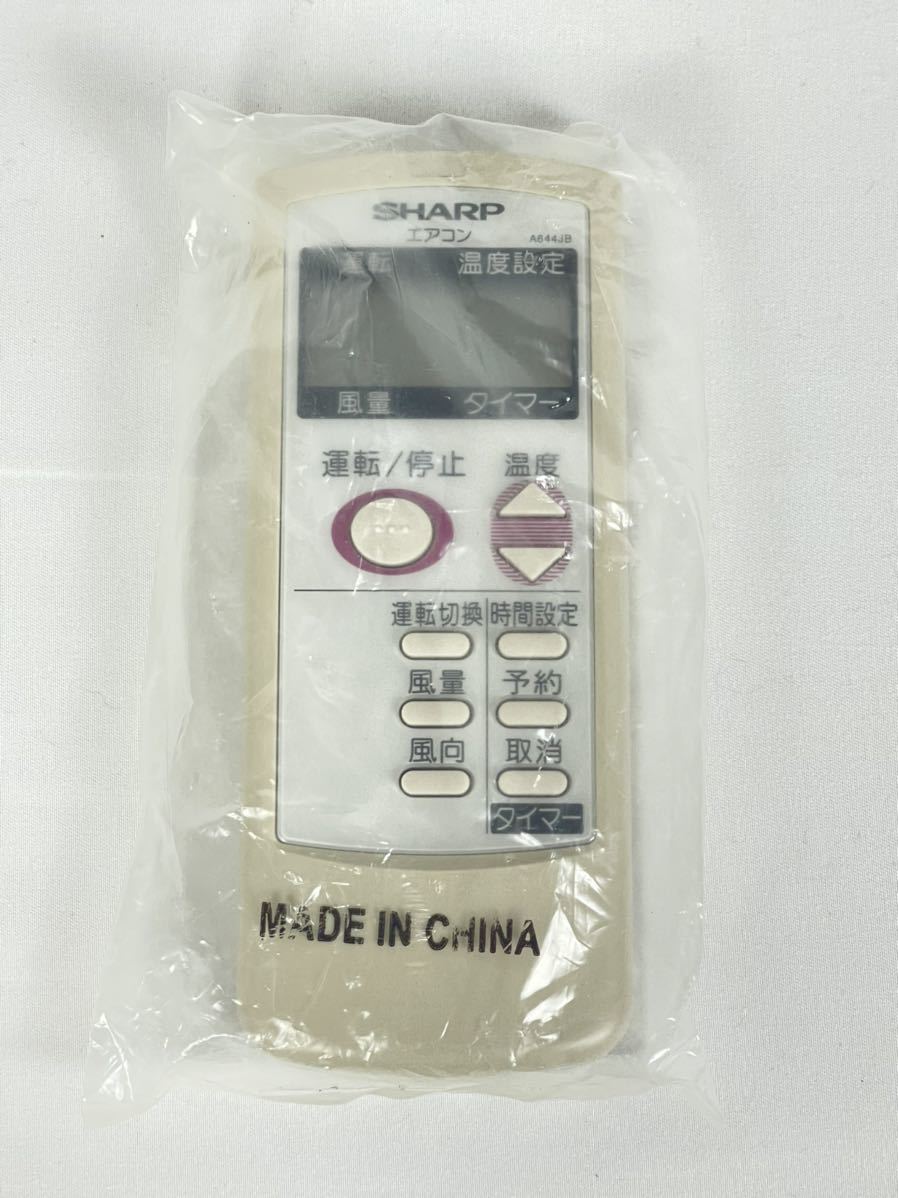 SHARP
エアコン A644JB
運転 温度設定
風量 タイマー
運転/停止 温度
運転切換 時間設定
風量 予約
風向 取消
タイマー
MADE IN CHINA